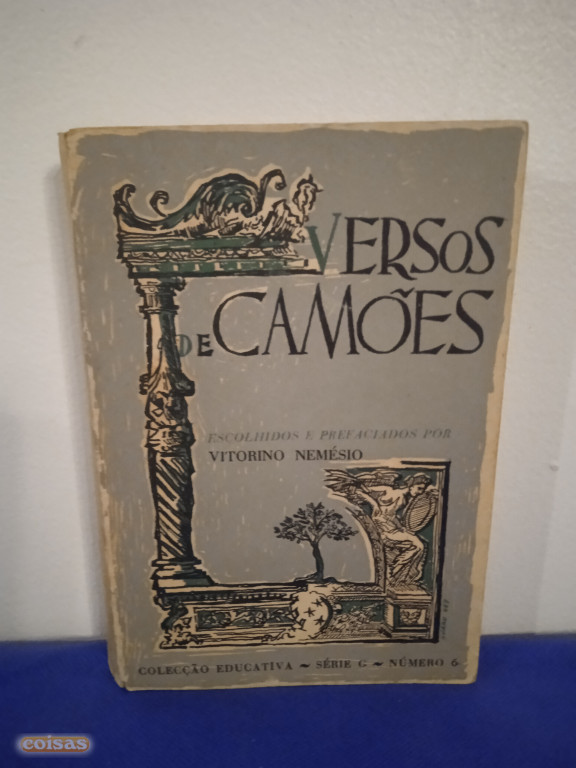 VERSOS
DE CAMÕES
ESCOLHIDOS E PREFACIADOS POR
VITORINO NEMÉSIO
COLECÇÃO EDUCATIVA ~ SÉRIE G ~ NÚMERO 6
coisas